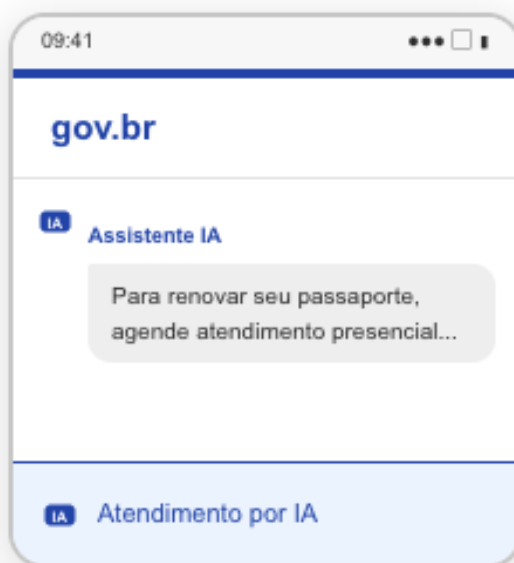 09:41
gov.br
IA
Assistente IA
Para renovar seu passaporte,
agende atendimento presencial...
IA Atendimento por IA